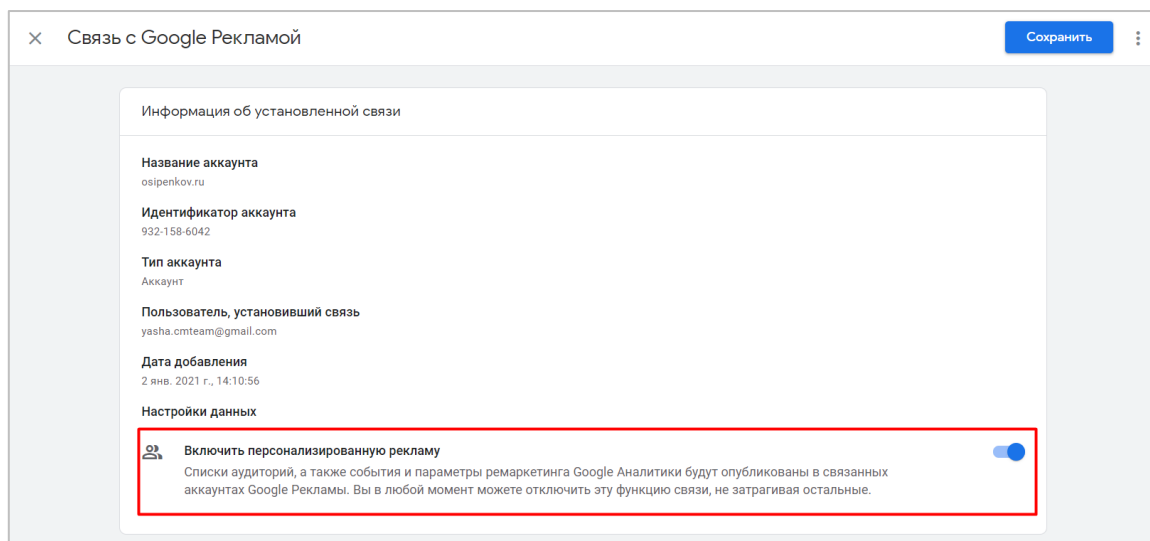 Связь с Google Рекламой
Сохранить
Информация об установленной связи
Название аккаунта
osipenkov.ru
Идентификатор аккаунта
932-158-6042
Тип аккаунта
Аккаунт
Пользователь, установивший связь
yasha.cmteam@gmail.com
Дата добавления
2 янв. 2021 г., 14:10:56
Настройки данных
Включить персонализированную рекламу
Списки аудиторий, а также события и параметры ремаркетинга Google Аналитики будут опубликованы в связанных
аккаунтах Google Рекламы. Вы в любой момент можете отключить эту функцию связи, не затрагивая остальные.